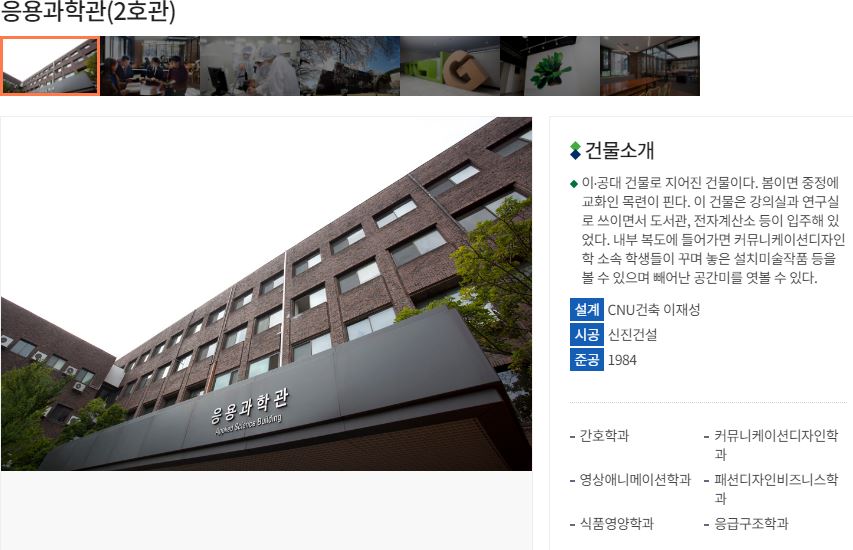 응용과학관(2호관)
G
건물소개
이·공대 건물로 지어진 건물이다. 봄이면 중정에
교화인 목련이 핀다. 이 건물은 강의실과 연구실
로 쓰이면서 도서관, 전자계산소 등이 입주해 있
었다. 내부 복도에 들어가면 커뮤니케이션디자인
학 소속 학생들이 꾸며 놓은 설치미술작품 등을
볼 수 있으며 빼어난 공간미를 엿볼 수 있다.
설계 CNU건축 이재성
시공 신진건설
준공 1984
응용과학관
Applied Science Building
- 간호학과
- 커뮤니케이션디자인학
과
- 영상애니메이션학과
- 패션디자인비즈니스학
과
- 식품영양학과
- 응급구조학과